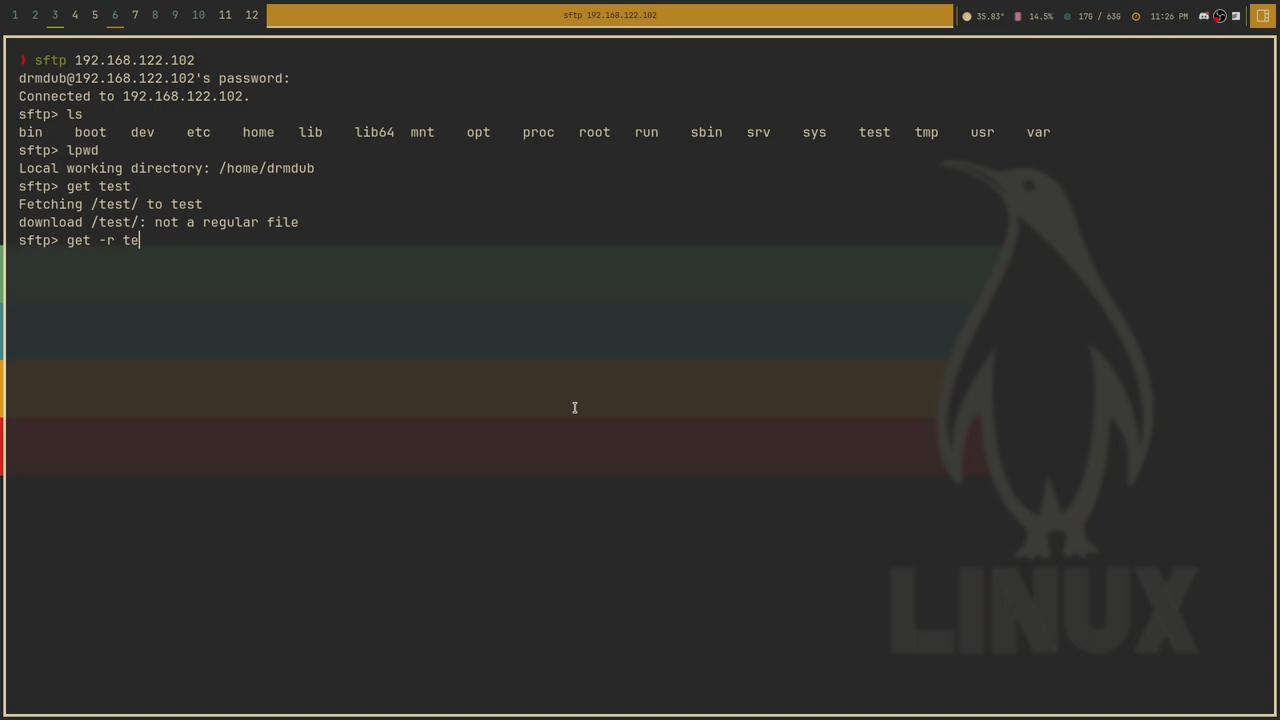 1 2 3 4 5 6 7 8 9 10 11 12 sftp 192.168.122.102 35.83° 14.5% 17G / 63G 11:26 PM
❱ sftp 192.168.122.102
drmdub@192.168.122.102's password:
Connected to 192.168.122.102.
sftp> ls
bin boot dev etc home lib lib64 mnt opt proc root run sbin srv sys test tmp usr var
sftp> lpwd
Local working directory: /home/drmdub
sftp> get test
Fetching /test/ to test
download /test/: not a regular file
sftp> get -r te
LINUX